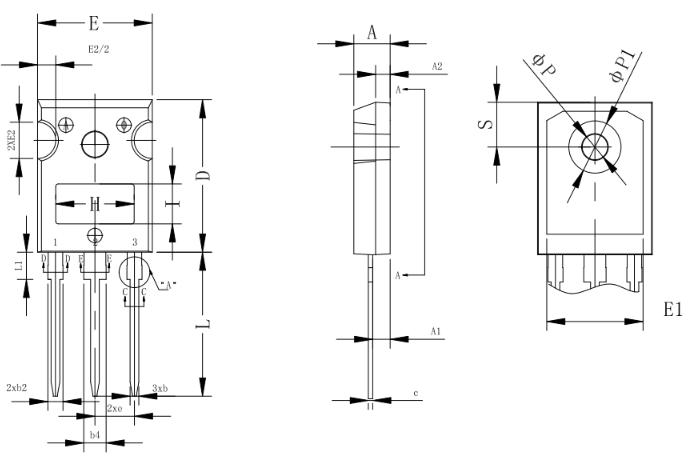 E
E2/2
2XE2
D
H
I
1
2
3
L1
D
D
E
E
C
C
"A"
L
2xb2
3xb
2xe
b4
A
A2
A
A
A1
c
ΦP
ΦP1
S
E1